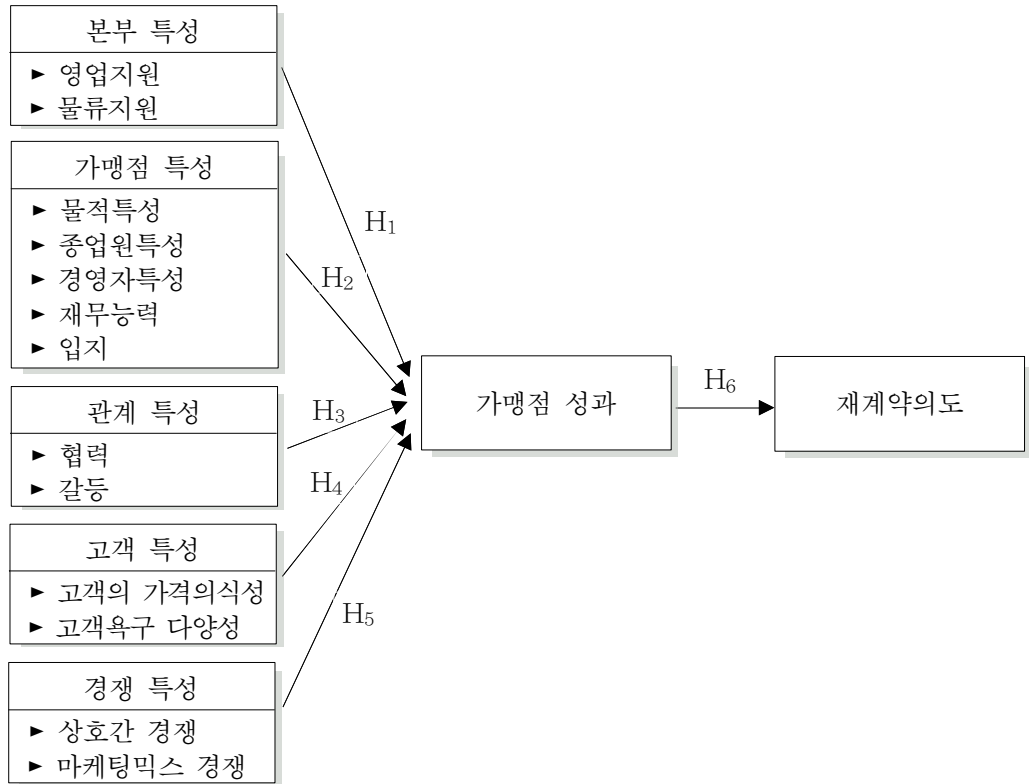 본부 특성
► 영업지원
► 물류지원
가맹점 특성
► 물적특성
► 종업원특성
► 경영자특성
► 재무능력
► 입지
관계 특성
► 협력
► 갈등
고객 특성
► 고객의 가격의식성
► 고객욕구 다양성
경쟁 특성
► 상호간 경쟁
► 마케팅믹스 경쟁
H₁
H₂
H₃
H₄
H₅
가맹점 성과
H₆
재계약의도